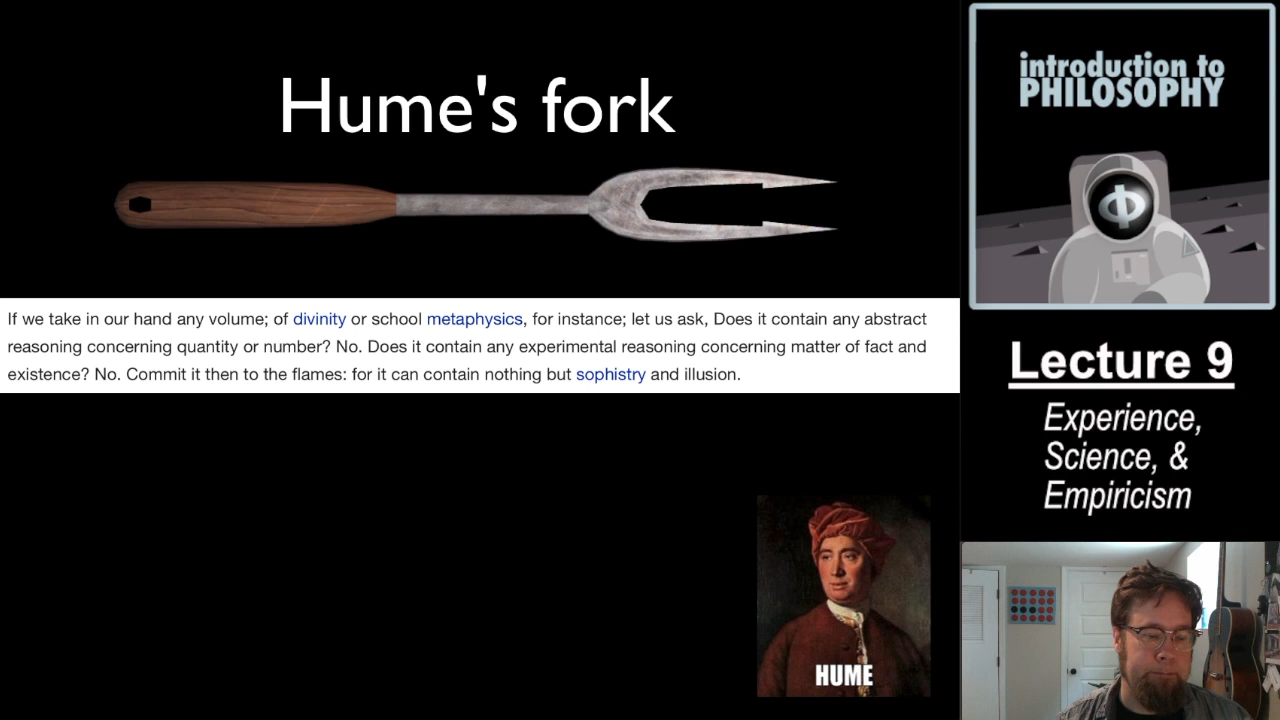 Hume's fork
If we take in our hand any volume; of divinity or school metaphysics, for instance; let us ask, Does it contain any abstract
reasoning concerning quantity or number? No. Does it contain any experimental reasoning concerning matter of fact and
existence? No. Commit it then to the flames: for it can contain nothing but sophistry and illusion.
HUME
introduction to
PHILOSOPHY
Φ
Lecture 9
Experience,
Science, &
Empiricism